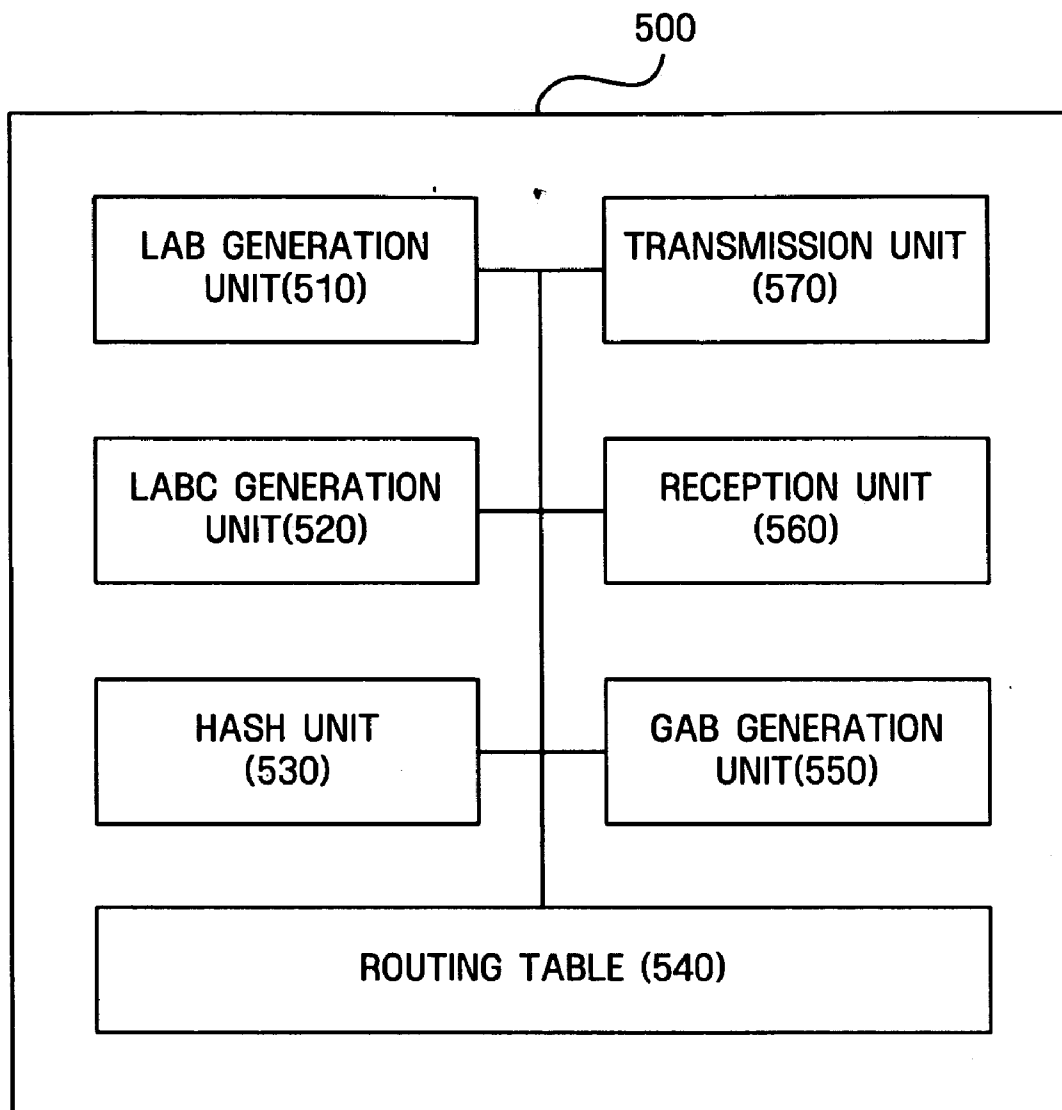 500
LAB GENERATION
UNIT(510)
TRANSMISSION UNIT
(570)
LABC GENERATION
UNIT(520)
RECEPTION UNIT
(560)
HASH UNIT
(530)
GAB GENERATION
UNIT(550)
ROUTING TABLE (540)